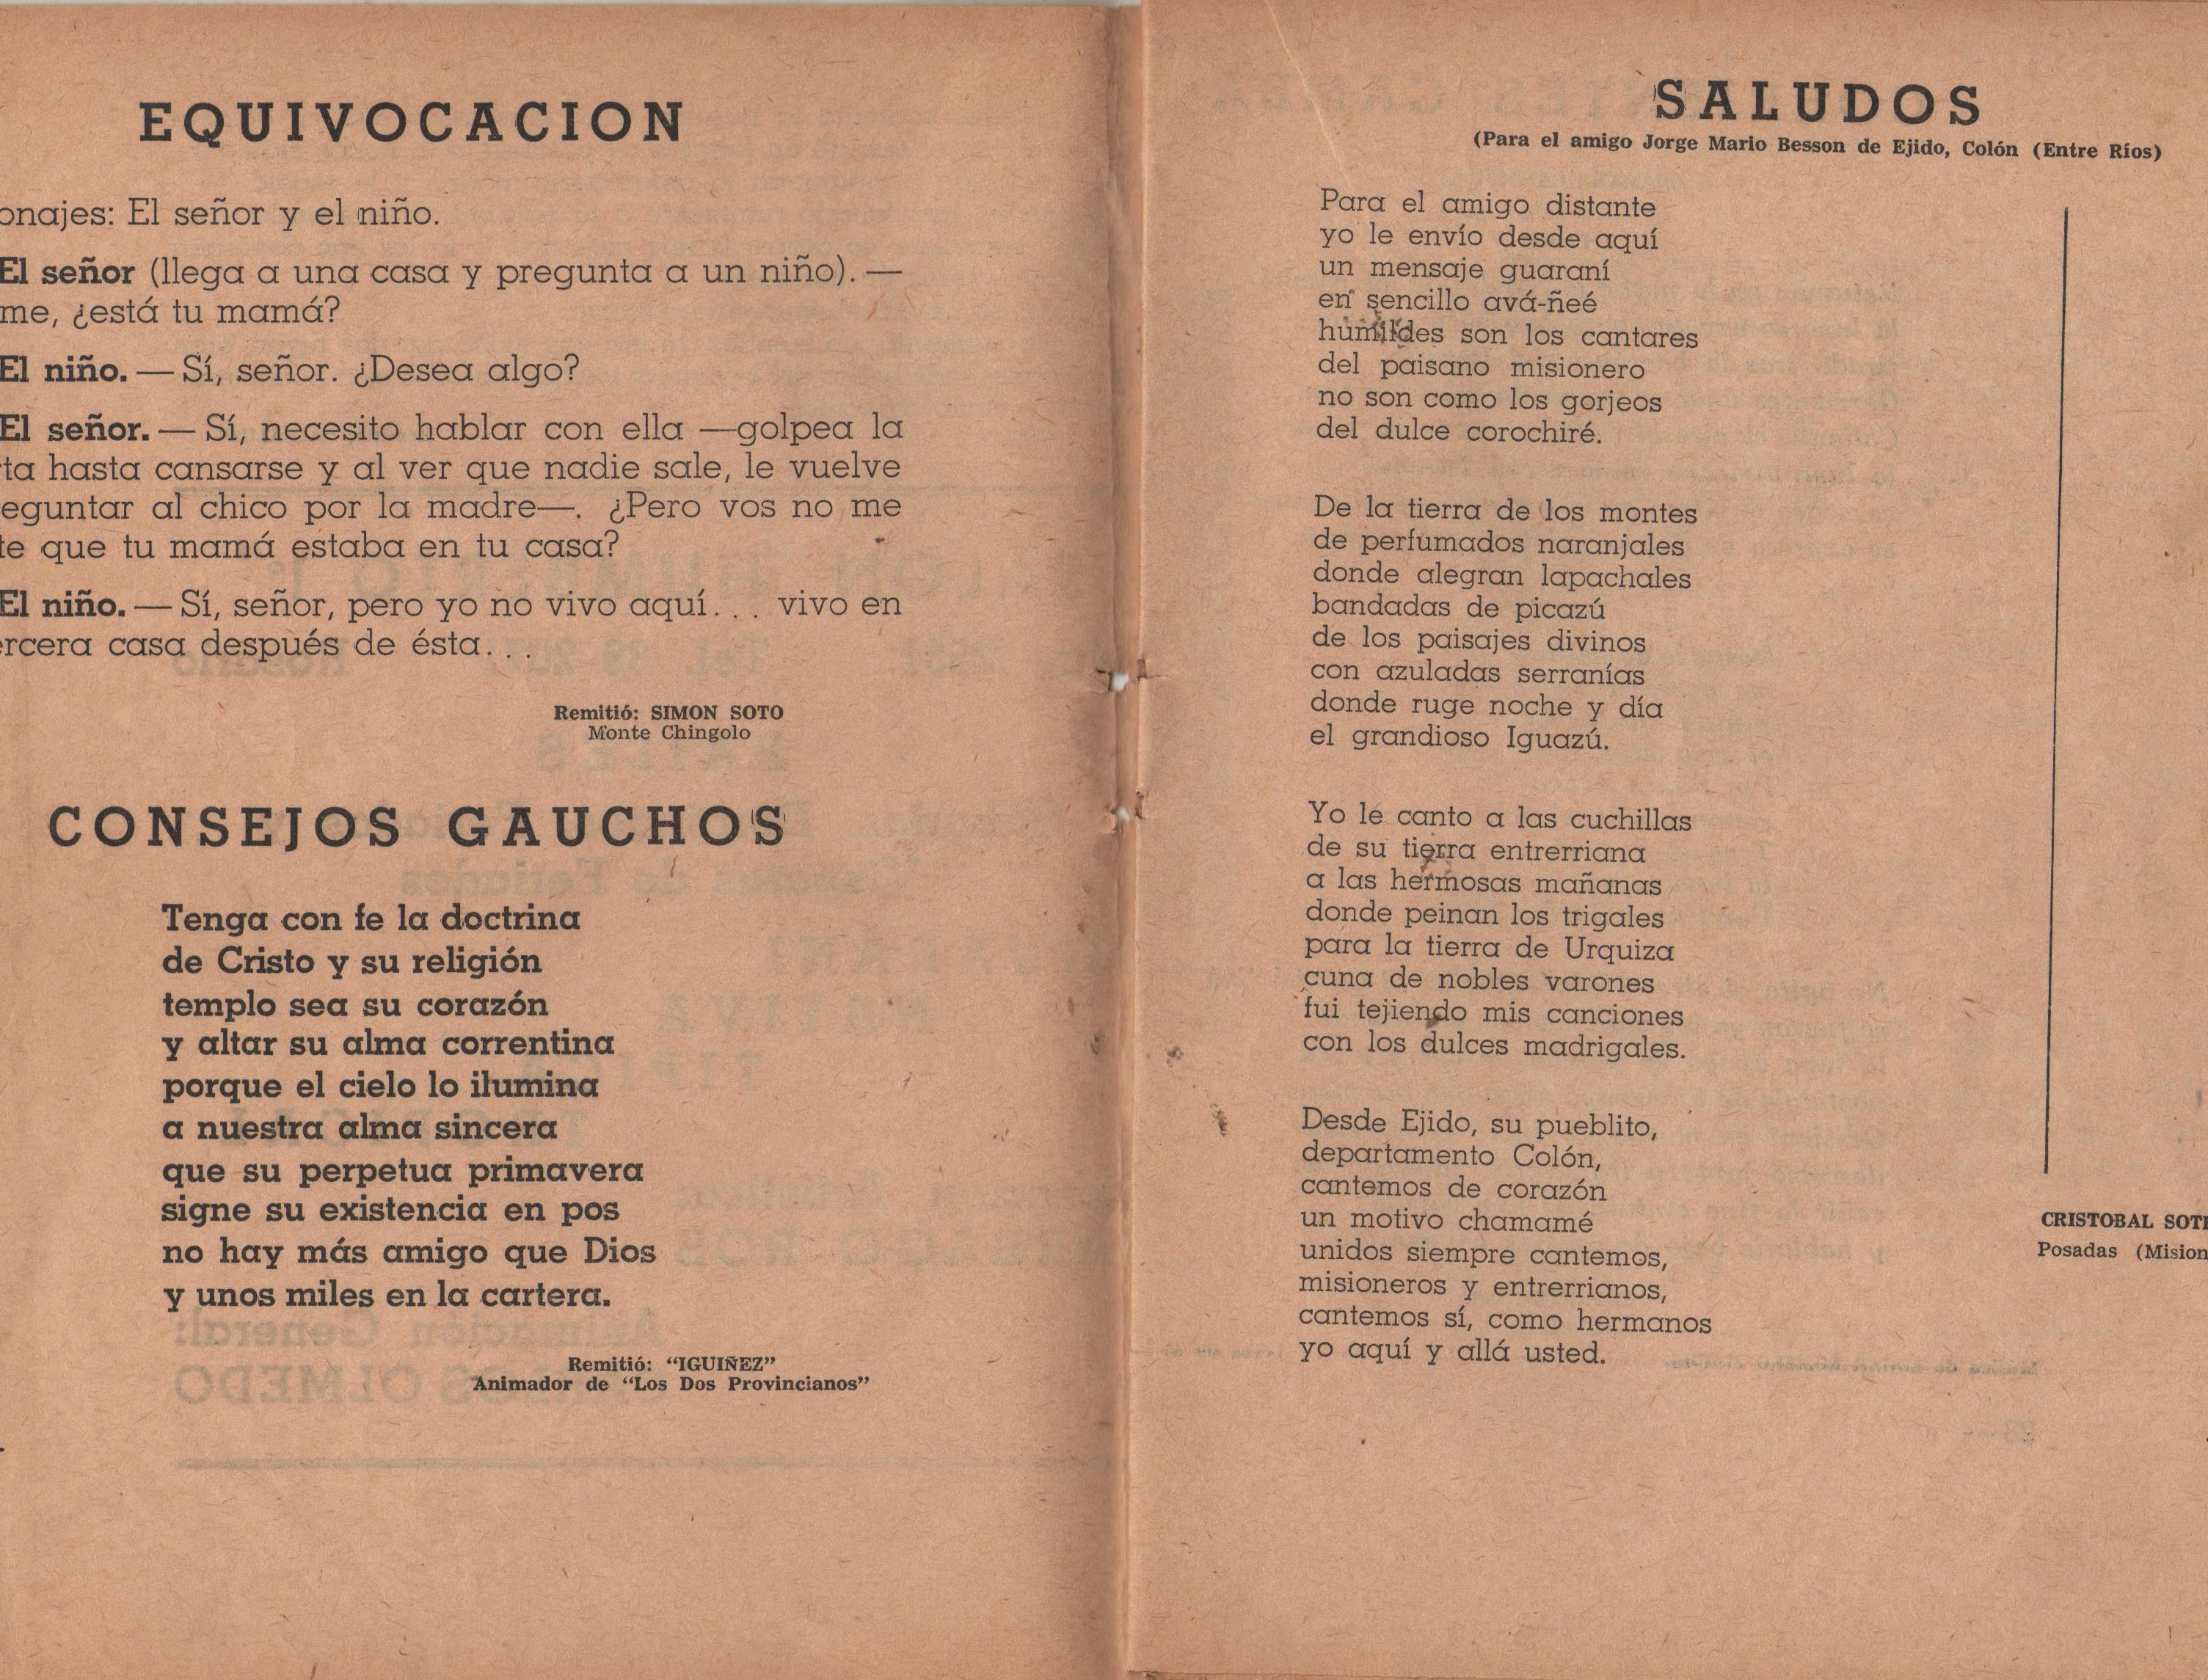 EQUIVOCACION
onajes: El señor y el niño.
El señor (llega a una casa y pregunta a un niño). —
me, ¿está tu mamá?
El niño. — Sí, señor. ¿Desea algo?
El señor. — Sí, necesito hablar con ella —golpea la
ta hasta cansarse y al ver que nadie sale, le vuelve
eguntar al chico por la madre—. ¿Pero vos no me
te que tu mamá estaba en tu casa?
El niño. — Sí, señor, pero yo no vivo aquí... vivo en
ercera casa después de ésta...
Remitió: SIMON SOTO
Monte Chingolo
CONSEJOS GAUCHOS
Tenga con fe la doctrina
de Cristo y su religión
templo sea su corazón
y altar su alma correntina
porque el cielo lo ilumina
a nuestra alma sincera
que su perpetua primavera
signe su existencia en pos
no hay más amigo que Dios
y unos miles en la cartera.
Remitió: “IGUIÑEZ”
Animador de “Los Dos Provincianos”
SALUDOS
(Para el amigo Jorge Mario Besson de Ejido, Colón (Entre Ríos)
Para el amigo distante
yo le envío desde aquí
un mensaje guaraní
en sencillo avá-ñeé
humildes son los cantares
del paisano misionero
no son como los gorjeos
del dulce corochiré.
De la tierra de los montes
de perfumados naranjales
donde alegran lapachales
bandadas de picazú
de los paisajes divinos
con azuladas serranías
donde ruge noche y día
el grandioso Iguazú.
Yo le canto a las cuchillas
de su tierra entrerriana
a las hermosas mañanas
donde peinan los trigales
para la tierra de Urquiza
cuna de nobles varones
fui tejiendo mis canciones
con los dulces madrigales.
Desde Ejido, su pueblito,
departamento Colón,
cantemos de corazón
un motivo chamamé
unidos siempre cantemos,
misioneros y entrerrianos,
cantemos sí, como hermanos
yo aquí y allá usted.
CRISTOBAL SOTE
Posadas (Mision